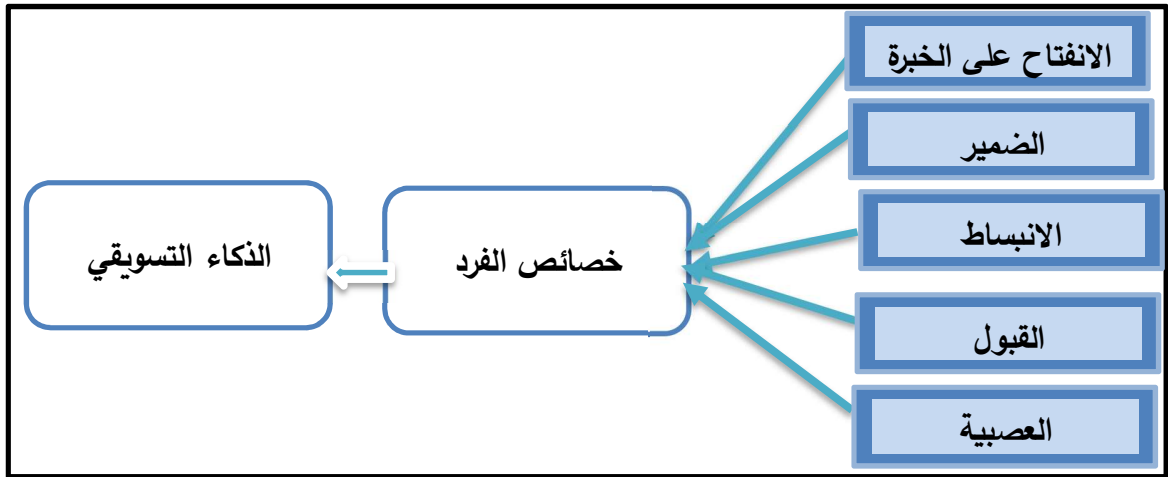 الانفتاح على الخبرة
الضمير
الانبساط
القبول
العصبية
خصائص الفرد
الذكاء التسويقي